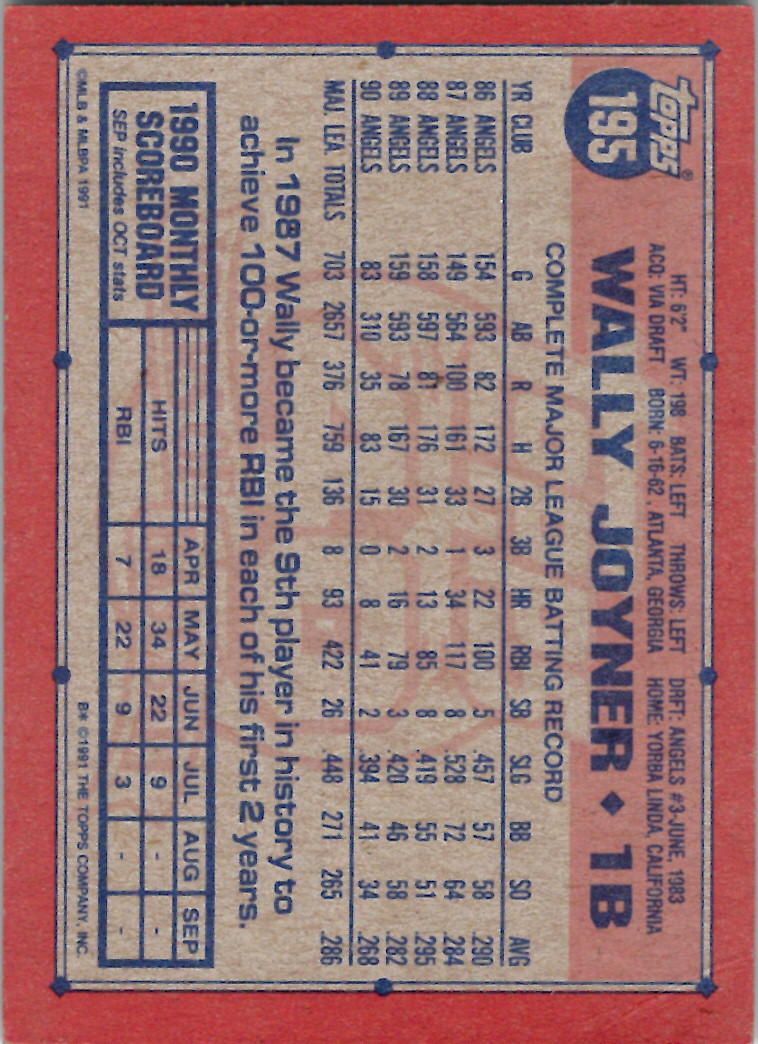 topps®
195
HT: 6'2" WT: 198 BATS: LEFT THROWS: LEFT DRFT: ANGELS #3-JUNE, 1983
ACQ: VIA DRAFT BORN: 6-16-62, ATLANTA, GEORGIA HOME: YORBA LINDA, CALIFORNIA
WALLY JOYNER ♦ 1B
COMPLETE MAJOR LEAGUE BATTING RECORD
YR CLUB G AB R H 2B 3B HR RBI SB SLG BB SO AVG
86 ANGELS 154 593 82 172 27 3 22 100 5 .457 57 58 .290
87 ANGELS 149 564 100 161 33 1 34 117 8 .528 72 64 .284
88 ANGELS 158 597 81 176 31 2 13 85 8 .419 55 51 .295
89 ANGELS 159 593 78 167 30 2 16 79 3 .420 46 58 .282
90 ANGELS 83 310 35 83 15 0 8 41 2 .394 41 34 .268
MAJ. LEA. TOTALS 703 2657 376 759 136 8 93 422 26 .448 271 265 .286
In 1987 Wally became the 9th player in history to
achieve 100-or-more RBI in each of his first 2 years.
1990 MONTHLY
SCOREBOARD
SEP includes OCT stats
APR MAY JUN JUL AUG SEP
HITS 18 34 22 9 - -
RBI 7 22 9 3 - -
©MLB & MLBPA 1991
B* ©1991 THE TOPPS COMPANY, INC.